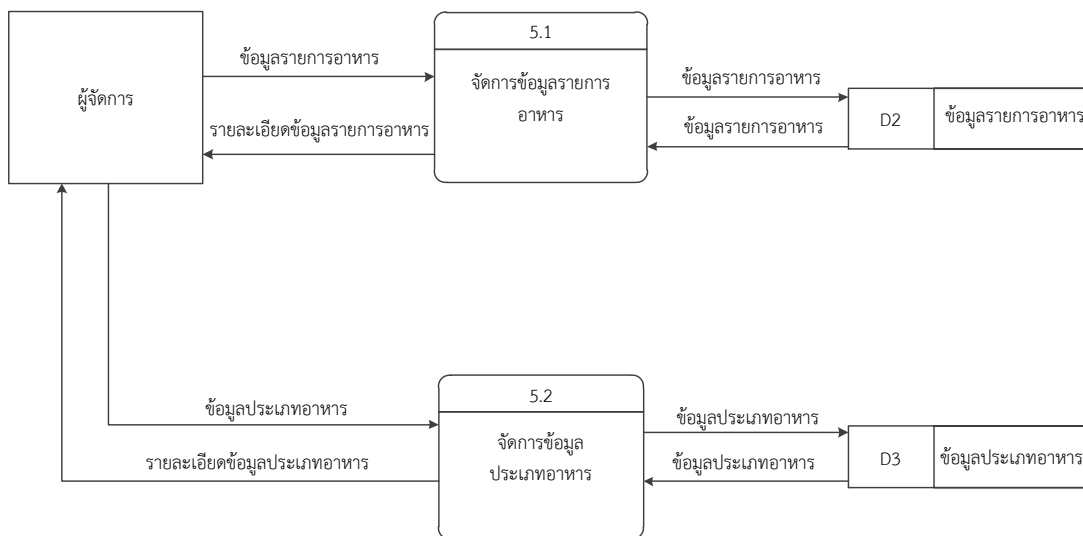 5.1
ข้อมูลรายการอาหาร
ผู้จัดการ
จัดการข้อมูลรายการ
อาหาร
ข้อมูลรายการอาหาร
D2
ข้อมูลรายการอาหาร
รายละเอียดข้อมูลรายการอาหาร
ข้อมูลรายการอาหาร
5.2
ข้อมูลประเภทอาหาร
จัดการข้อมูล
ประเภทอาหาร
ข้อมูลประเภทอาหาร
D3
ข้อมูลประเภทอาหาร
รายละเอียดข้อมูลประเภทอาหาร
ข้อมูลประเภทอาหาร